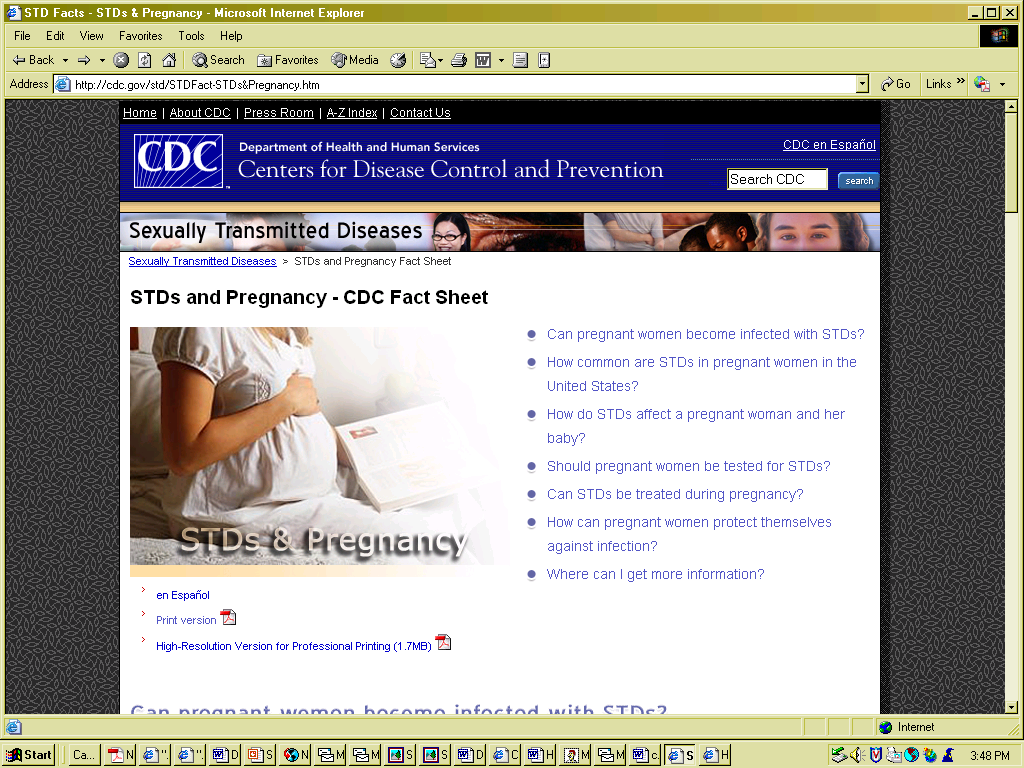 STD Facts - STDs & Pregnancy - Microsoft Internet Explorer
File Edit View Favorites Tools Help
Back Search Favorites Media
Address http://cdc.gov/std/STDFact-STDs&Pregnancy.htm Go Links »
Home | About CDC | Press Room | A-Z Index | Contact Us
CDC en Español
CDC™
Department of Health and Human Services
Centers for Disease Control and Prevention
Search CDC search
Sexually Transmitted Diseases
Sexually Transmitted Diseases > STDs and Pregnancy Fact Sheet
STDs and Pregnancy - CDC Fact Sheet
STDs & Pregnancy
Can pregnant women become infected with STDs?
How common are STDs in pregnant women in the
United States?
How do STDs affect a pregnant woman and her
baby?
Should pregnant women be tested for STDs?
Can STDs be treated during pregnancy?
How can pregnant women protect themselves
against infection?
Where can I get more information?
en Español
Print version
High-Resolution Version for Professional Printing (1.7MB)
Can pregnant women become infected with STDs?
Internet
Start Ca... N ". ". D S N M M S S D C H M M c. S H 3:48 PM